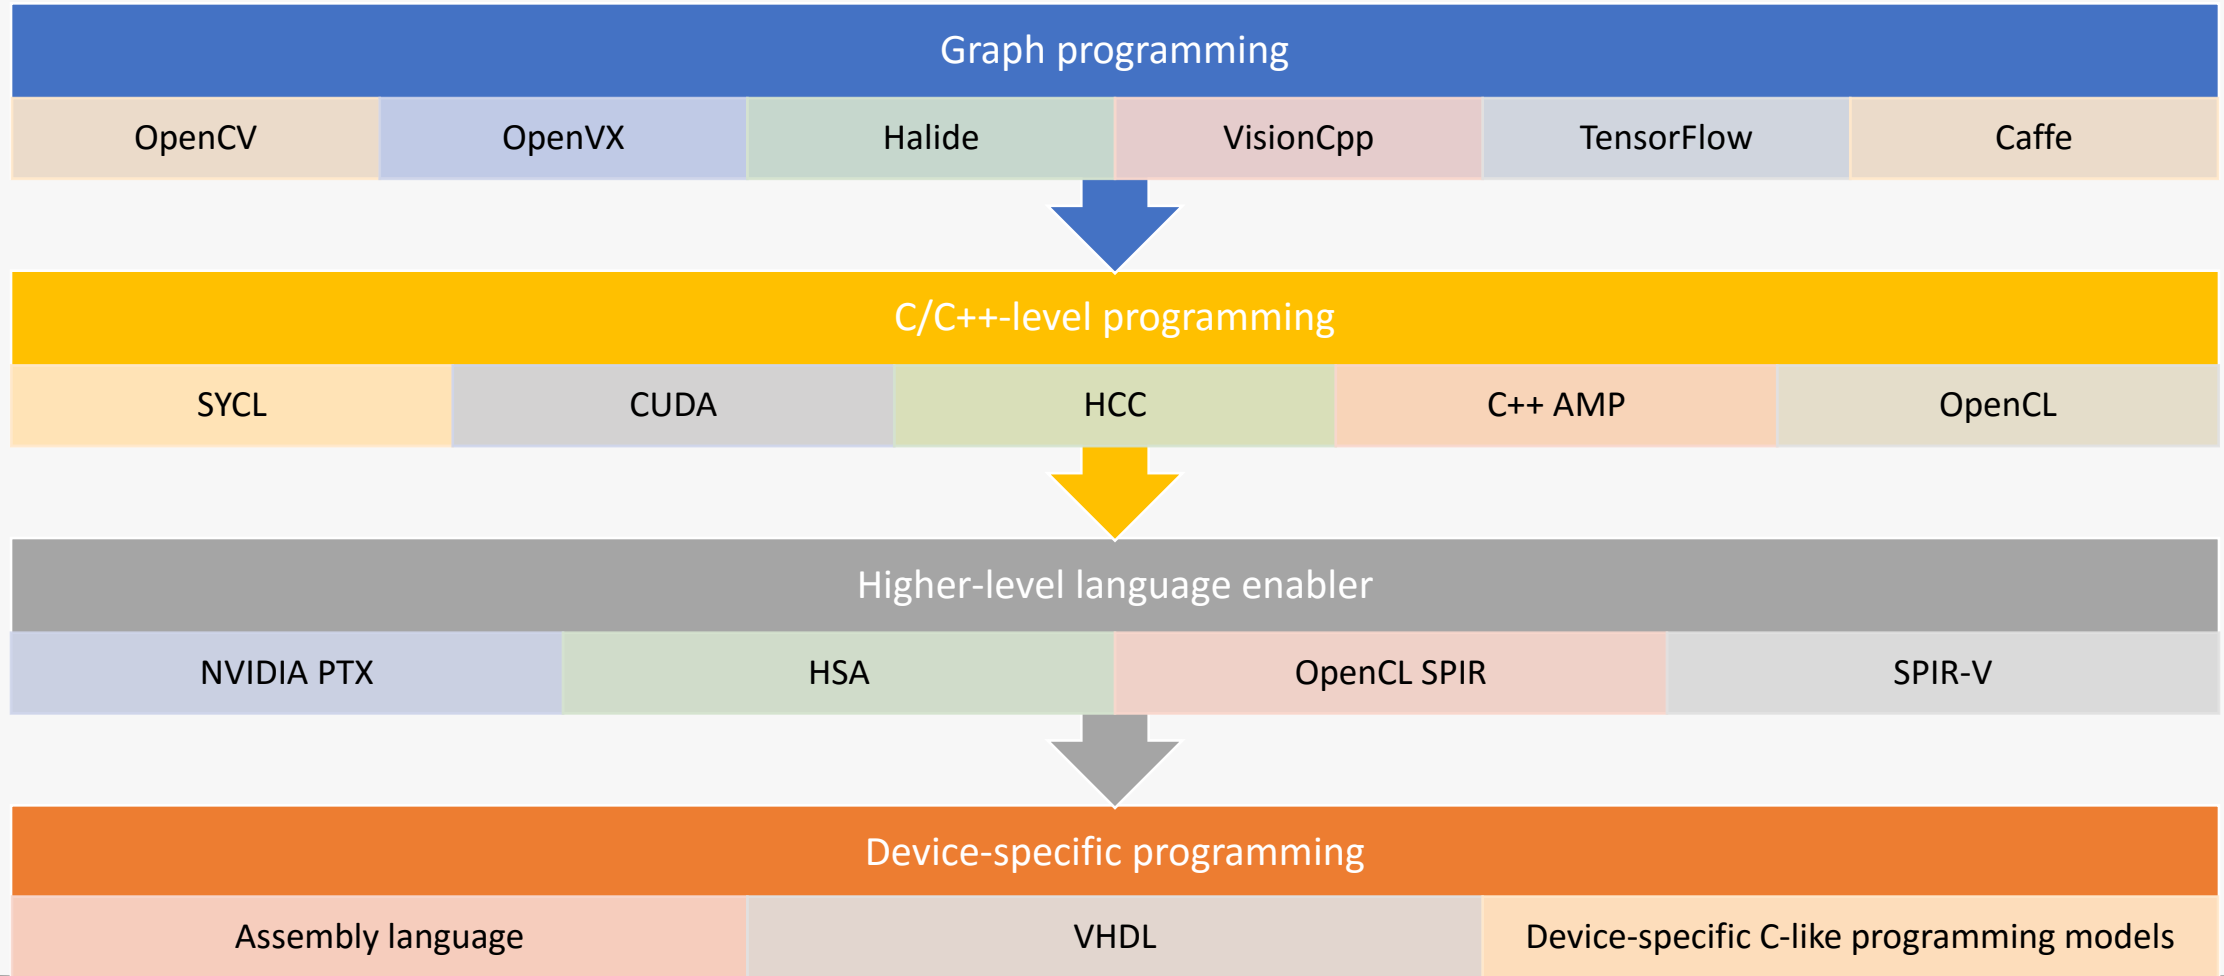 Graph programming
OpenCV
OpenVX
Halide
VisionCpp
TensorFlow
Caffe
C/C++-level programming
SYCL
CUDA
HCC
C++ AMP
OpenCL
Higher-level language enabler
NVIDIA PTX
HSA
OpenCL SPIR
SPIR-V
Device-specific programming
Assembly language
VHDL
Device-specific C-like programming models